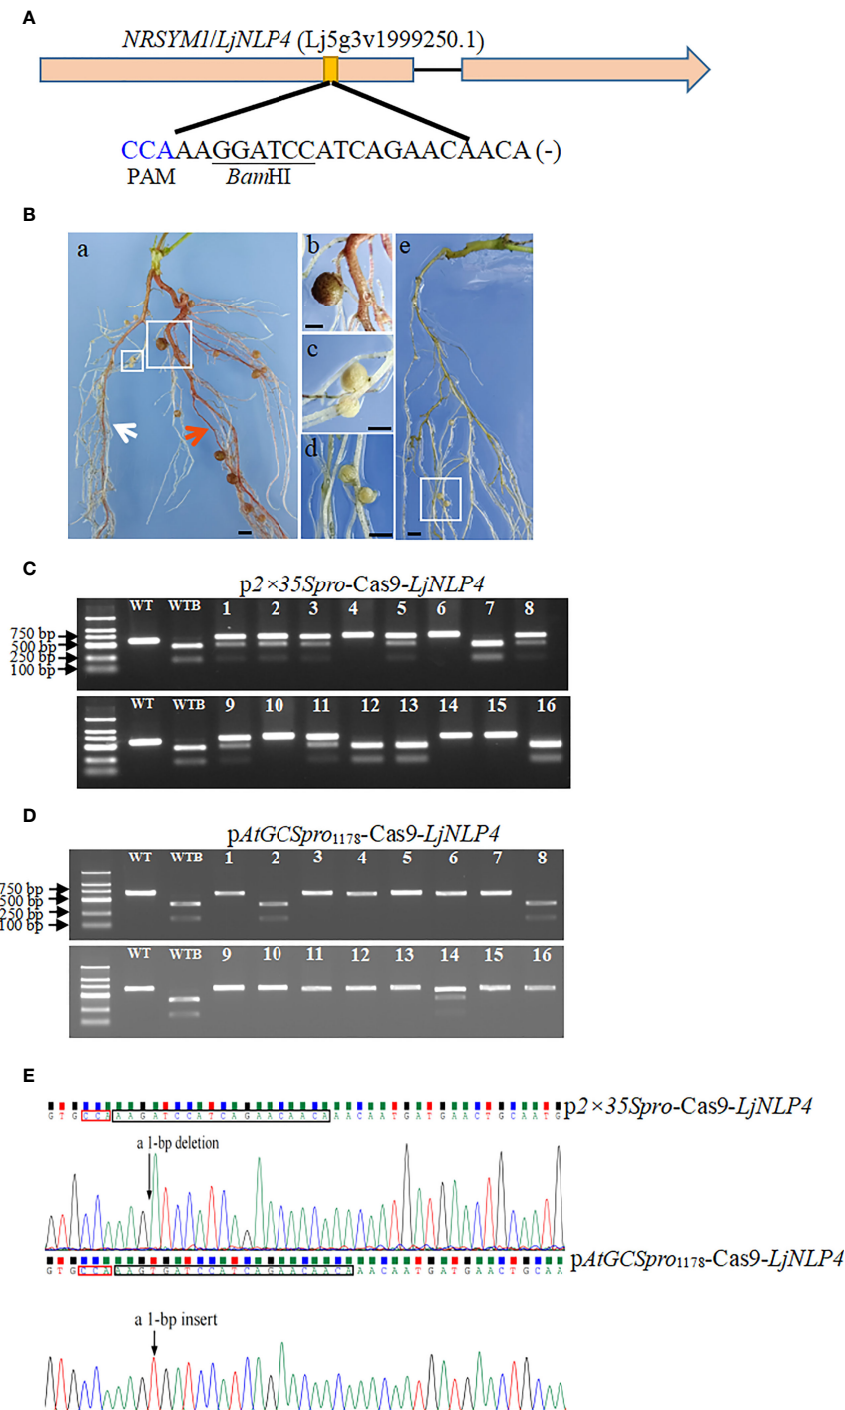 A
NRSYM1/LjNLP4 (Lj5g3v1999250.1)
CCAAAGGATCCATCAGAACAACA (-)
PAM BamHI
B
a b c d e
C
p2×35Spro-Cas9-LjNLP4
WT WTB 1 2 3 4 5 6 7 8
750 bp
500 bp
250 bp
100 bp
WT WTB 9 10 11 12 13 14 15 16
D
pAtGCSpro1178-Cas9-LjNLP4
WT WTB 1 2 3 4 5 6 7 8
750 bp
500 bp
250 bp
100 bp
WT WTB 9 10 11 12 13 14 15 16
E
GTGCCAAAGATCCATCAGAACAACAAACAATGATGAACTGCAATG p2×35Spro-Cas9-LjNLP4
a 1-bp deletion
GTGCCAAAGTGATCCATCAGAACAACAAACAATGATGAACTGCAA pAtGCSpro1178-Cas9-LjNLP4
a 1-bp insert